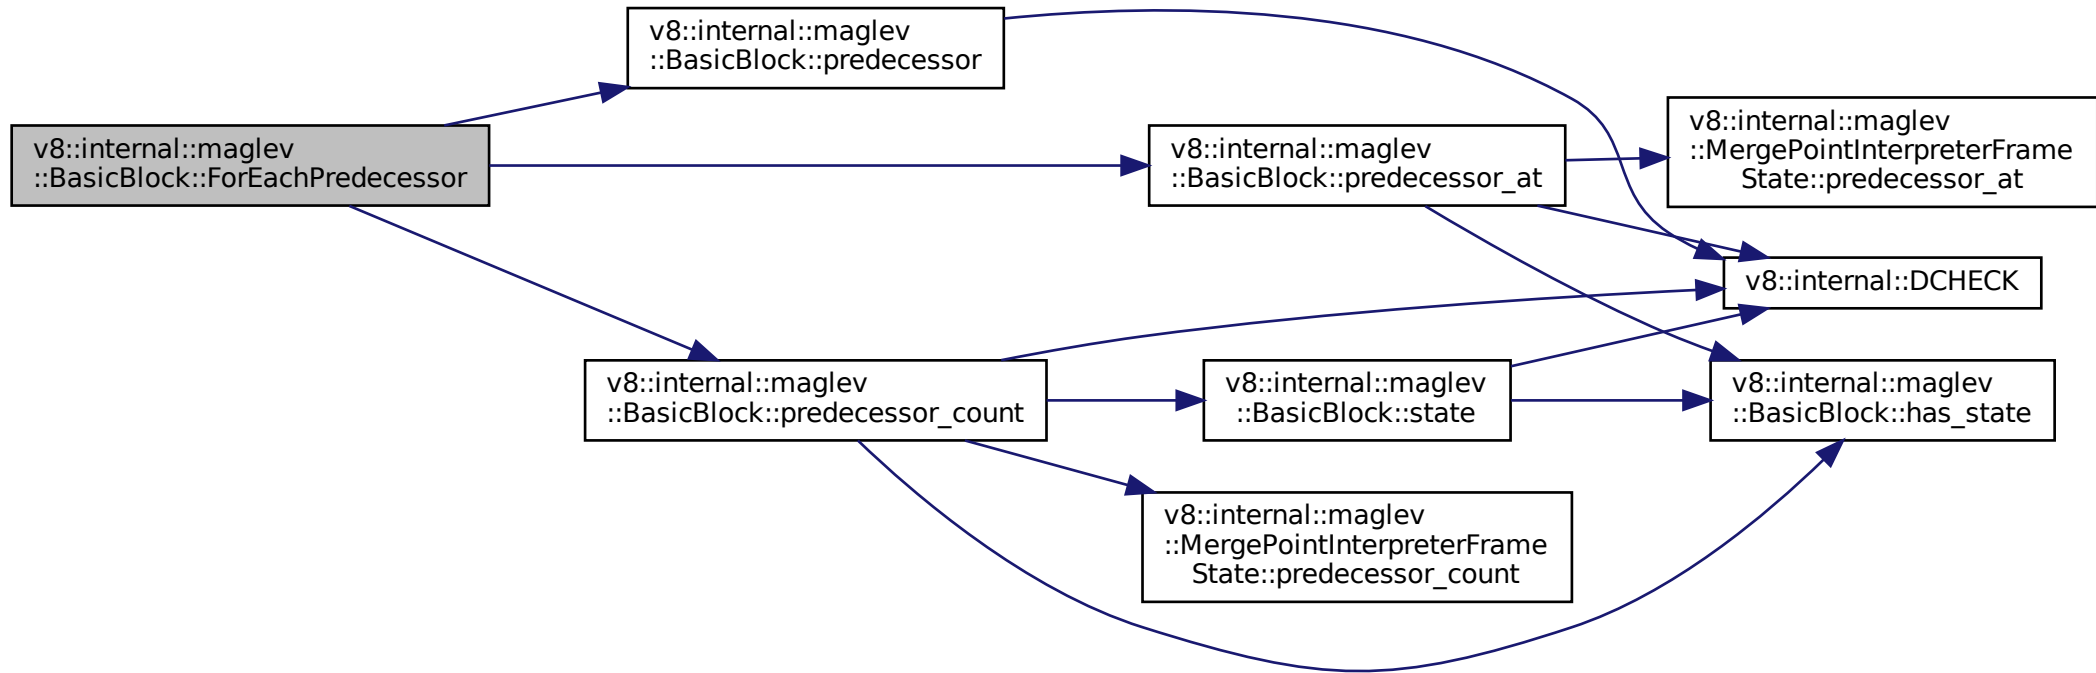 v8::internal::maglev
::BasicBlock::predecessor
v8::internal::maglev
::BasicBlock::ForEachPredecessor
v8::internal::maglev
::BasicBlock::predecessor_at
v8::internal::maglev
::MergePointInterpreterFrame
State::predecessor_at
v8::internal::DCHECK
v8::internal::maglev
::BasicBlock::predecessor_count
v8::internal::maglev
::BasicBlock::state
v8::internal::maglev
::BasicBlock::has_state
v8::internal::maglev
::MergePointInterpreterFrame
State::predecessor_count